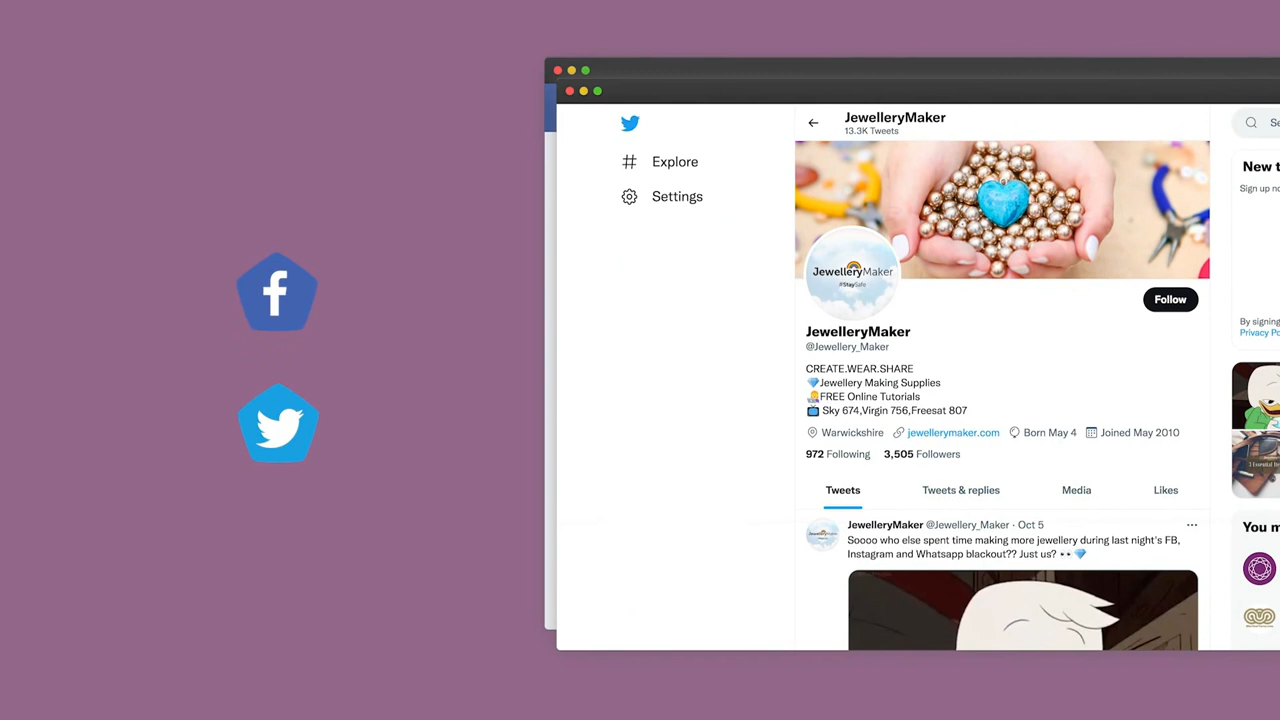 JewelleryMaker
13.3K Tweets
Explore
Settings
Se
New t
Sign up no
JewelleryMaker
#StaySafe
Follow
By signing
Privacy Po
JewelleryMaker
@Jewellery_Maker
CREATE.WEAR.SHARE
Jewellery Making Supplies
FREE Online Tutorials
Sky 674,Virgin 756,Freesat 807
Warwickshire jewellerymaker.com Born May 4 Joined May 2010
972 Following 3,505 Followers
Tweets Tweets & replies Media Likes
JewelleryMaker @Jewellery_Maker · Oct 5
Soooo who else spent time making more jewellery during last night's FB,
Instagram and Whatsapp blackout?? Just us?
You m